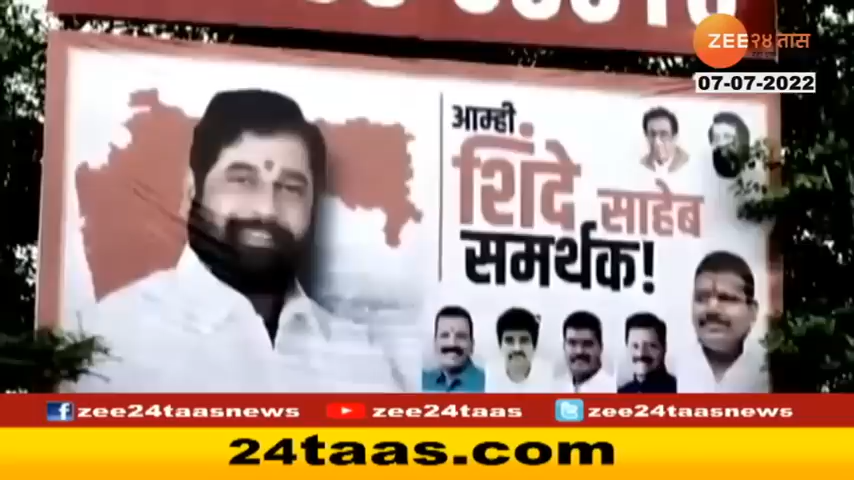 ZEE २४ तास
07-07-2022
आम्ही
शिंदे साहेब
समर्थक!
zee24taasnews zee24taas zee24taasnews
24taas.com